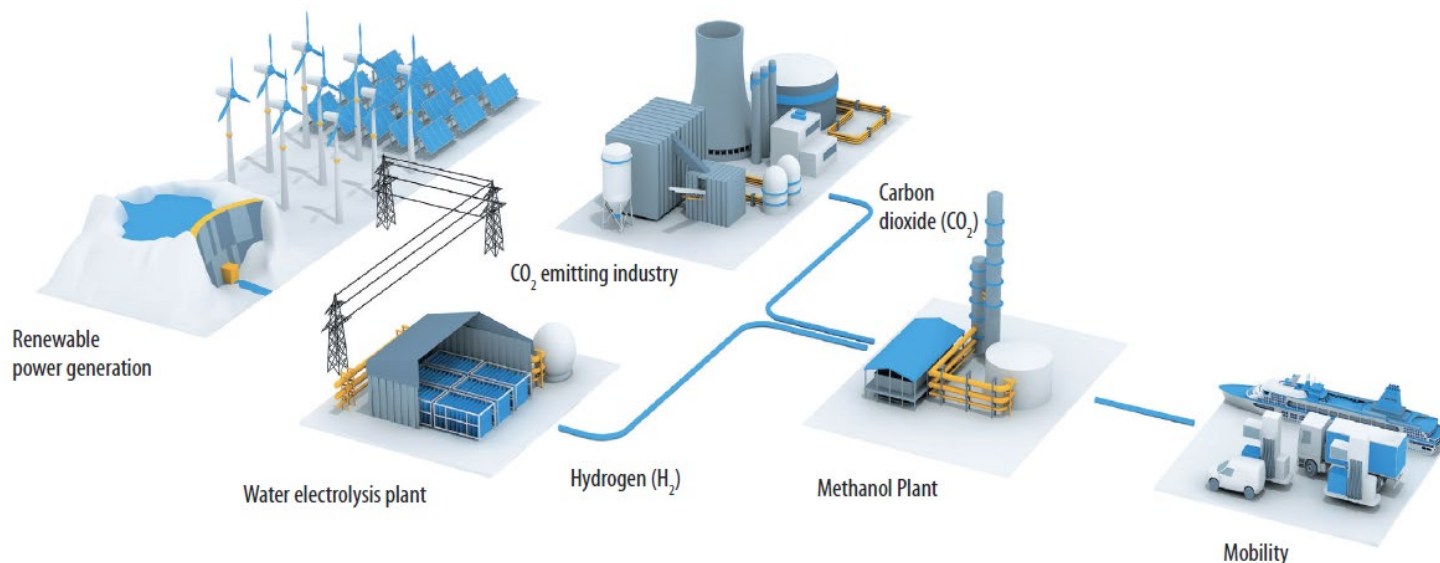 Carbon
dioxide (CO₂)
CO₂ emitting industry
Renewable
power generation
Water electrolysis plant
Hydrogen (H₂)
Methanol Plant
Mobility